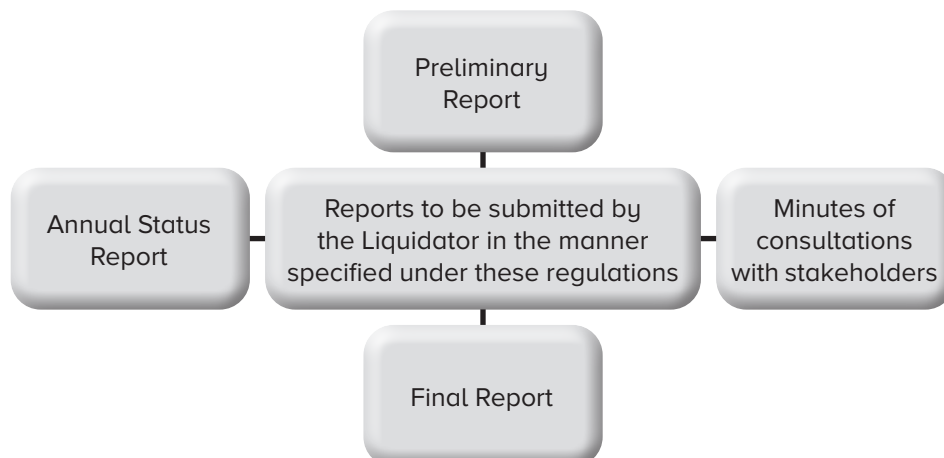 Preliminary
Report
Annual Status
Report
Reports to be submitted by
the Liquidator in the manner
specified under these regulations
Minutes of
consultations
with stakeholders
Final Report